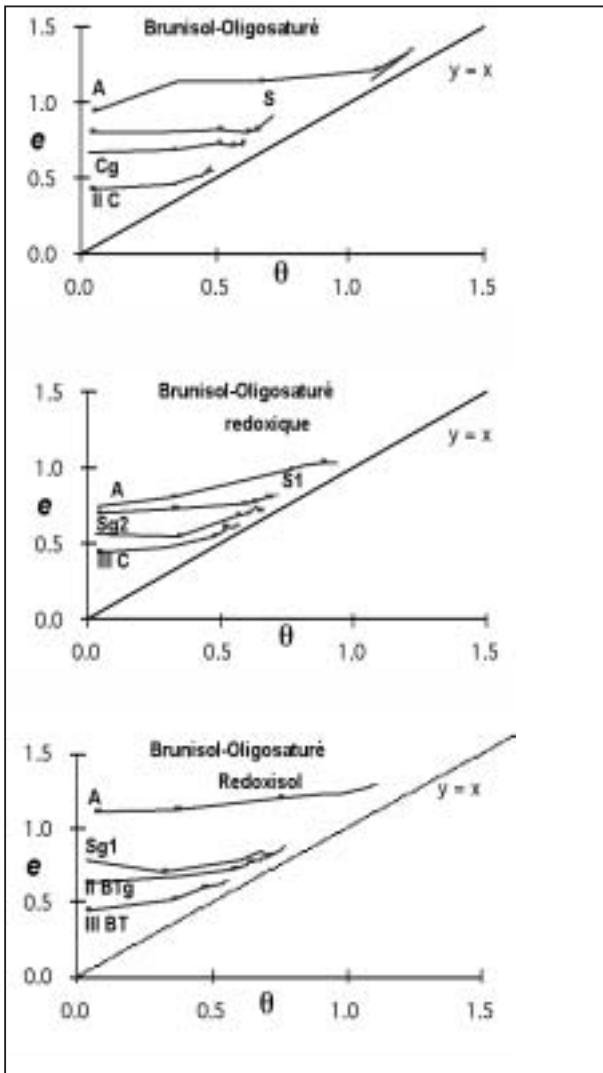 Brunisol-Oligosaturé
1.5
A
y = x
S
1.0
e
Cg
0.5
II C
0.0
θ
0.0 0.5 1.0 1.5
Brunisol-Oligosaturé
redoxique
1.5
y = x
1.0
A
S1
e
Sg2
0.5
III C
0.0
θ
0.0 0.5 1.0 1.5
Brunisol-Oligosaturé
Redoxisol
1.5
A
y = x
1.0
Sg1
e
II BTg
0.5
III BT
0.0
θ
0.0 0.5 1.0 1.5